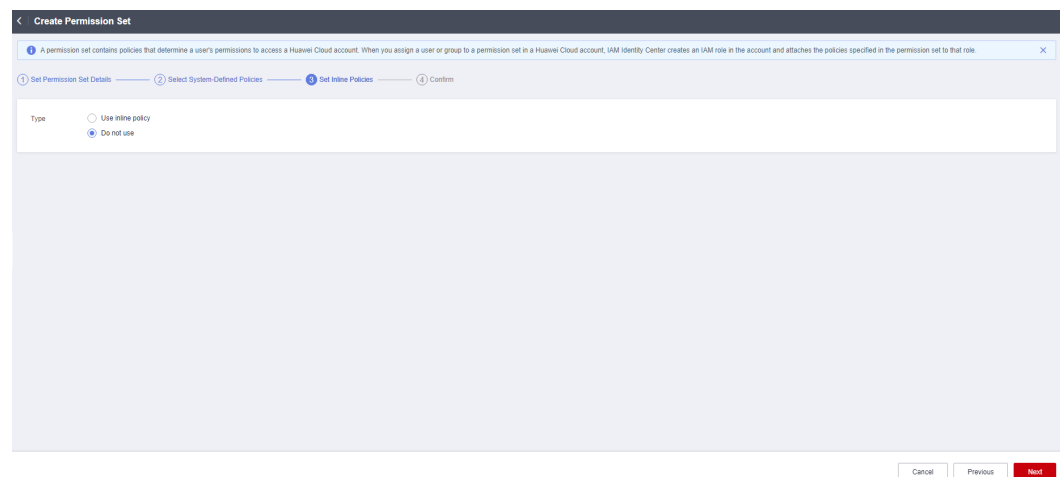 Create Permission Set
A permission set contains policies that determine a user's permissions to access a Huawei Cloud account. When you assign a user or group to a permission set in a Huawei Cloud account, IAM Identity Center creates an IAM role in the account and attaches the policies specified in the permission set to that role.
1 Set Permission Set Details 2 Select System-Defined Policies 3 Set Inline Policies 4 Confirm
Type Use inline policy
Do not use
Cancel Previous Next